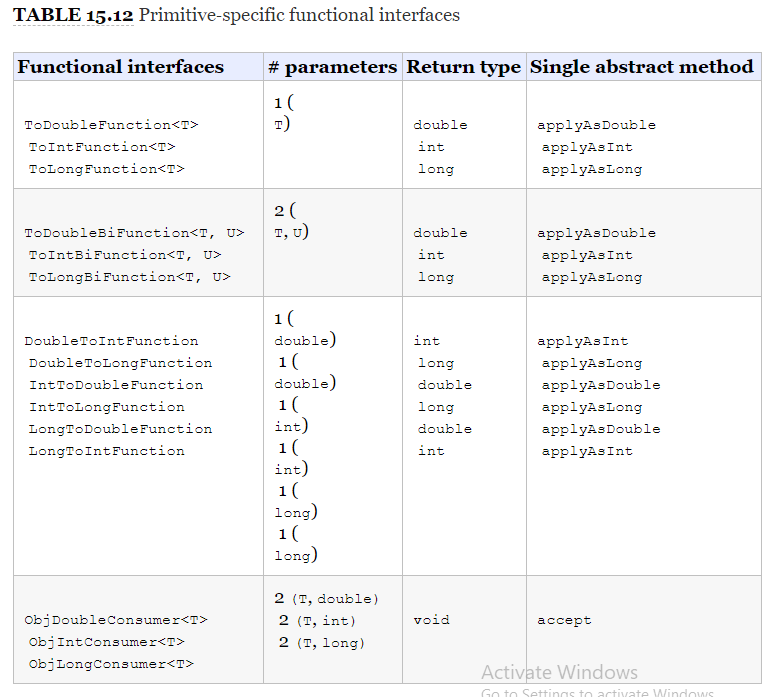 TABLE 15.12 Primitive-specific functional interfaces
Functional interfaces # parameters Return type Single abstract method
1 (
ToDoubleFunction<T> T) double applyAsDouble
ToIntFunction<T> int applyAsInt
ToLongFunction<T> long applyAsLong
2 (
ToDoubleBiFunction<T, U> T, U) double applyAsDouble
ToIntBiFunction<T, U> int applyAsInt
ToLongBiFunction<T, U> long applyAsLong
1 (
DoubleToIntFunction double) int applyAsInt
DoubleToLongFunction 1 ( long applyAsLong
IntToDoubleFunction double) double applyAsDouble
IntToLongFunction 1 ( long applyAsLong
LongToDoubleFunction int) double applyAsDouble
LongToIntFunction 1 ( int applyAsInt
int)
1 (
long)
1 (
long)
2 (T, double)
ObjDoubleConsumer<T> 2 (T, int) void accept
ObjIntConsumer<T> 2 (T, long)
ObjLongConsumer<T>
Activate Windows
Go to Settings to activate Windows